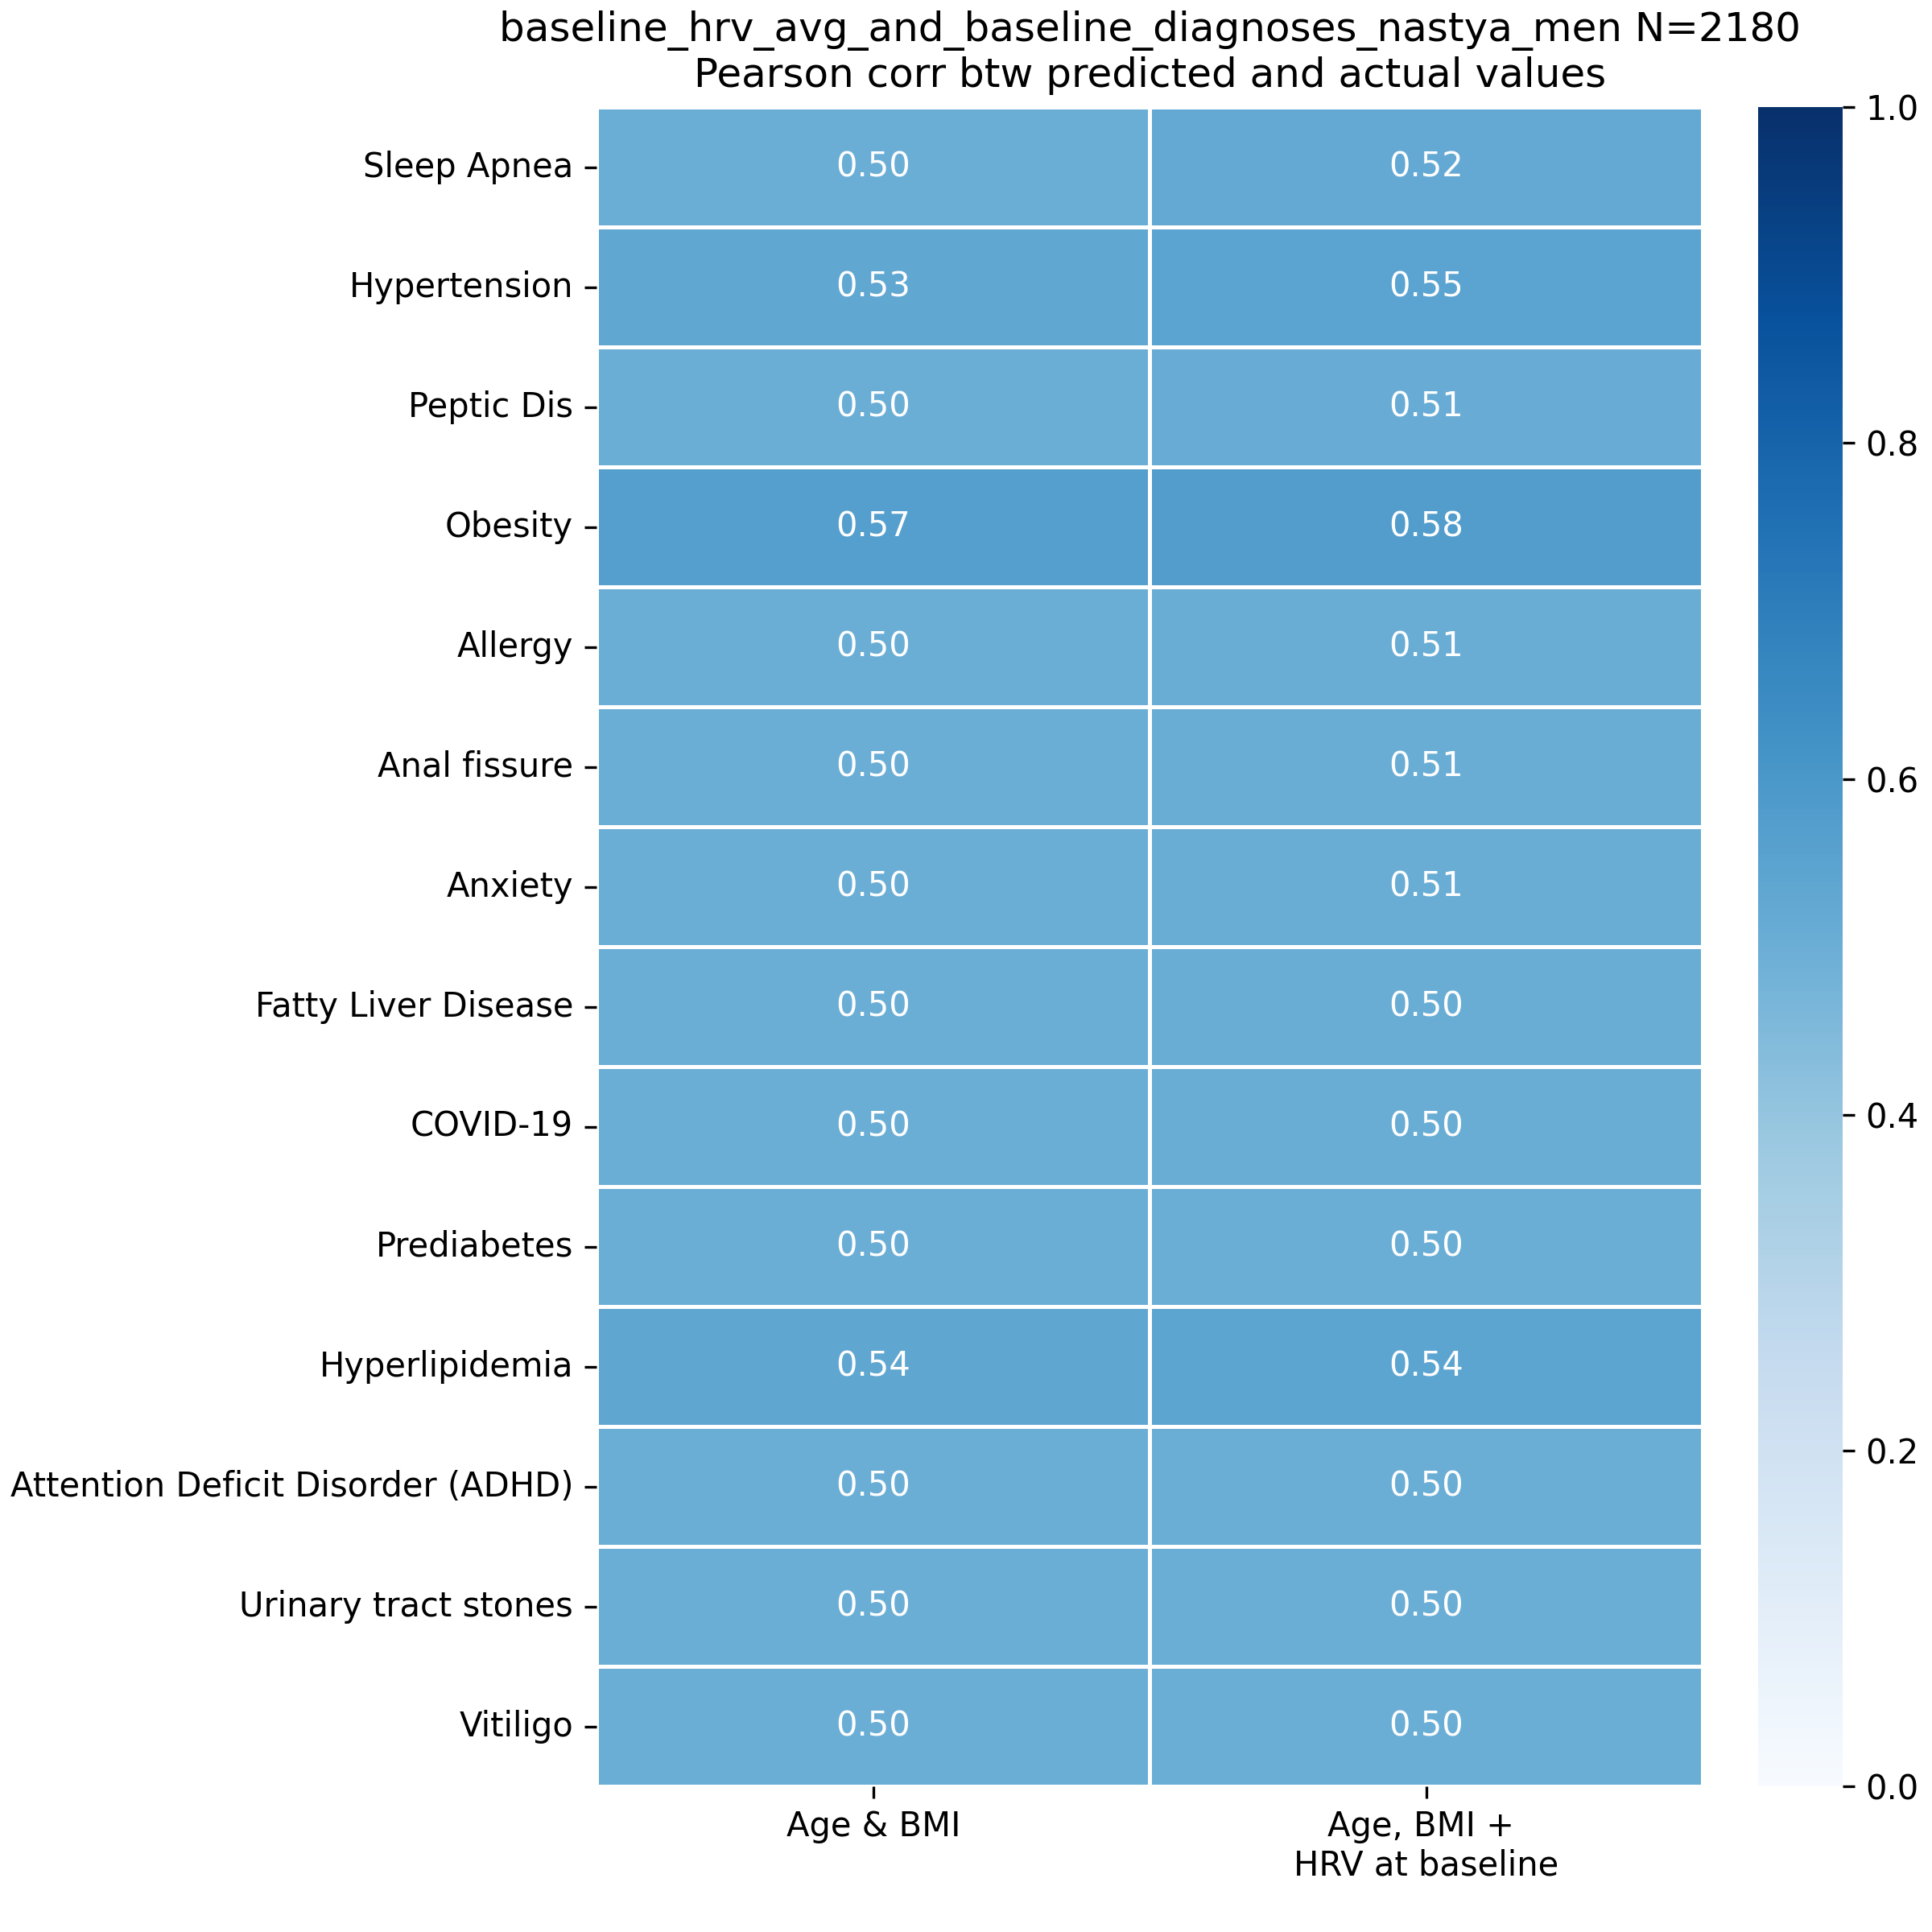 baseline_hrv_avg_and_baseline_diagnoses_nastya_men N=2180
Pearson corr btw predicted and actual values
Sleep Apnea 0.50 0.52
Hypertension 0.53 0.55
Peptic Dis 0.50 0.51
Obesity 0.57 0.58
Allergy 0.50 0.51
Anal fissure 0.50 0.51
Anxiety 0.50 0.51
Fatty Liver Disease 0.50 0.50
COVID-19 0.50 0.50
Prediabetes 0.50 0.50
Hyperlipidemia 0.54 0.54
Attention Deficit Disorder (ADHD) 0.50 0.50
Urinary tract stones 0.50 0.50
Vitiligo 0.50 0.50
Age & BMI
Age, BMI +
HRV at baseline
1.0
0.8
0.6
0.4
0.2
0.0